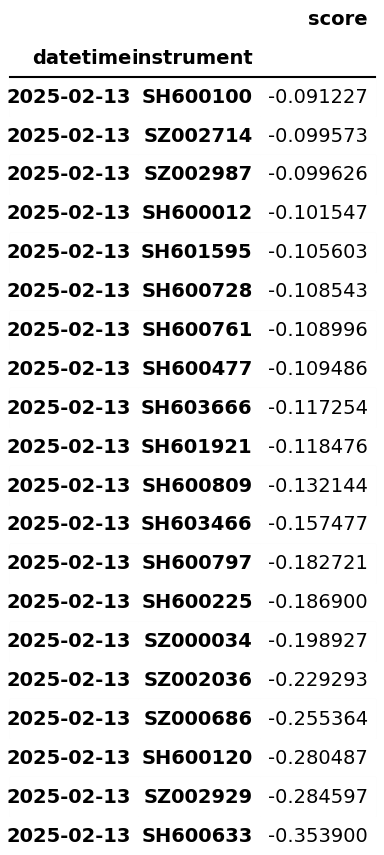 score
datetime instrument
2025-02-13 SH600100 -0.091227
2025-02-13 SZ002714 -0.099573
2025-02-13 SZ002987 -0.099626
2025-02-13 SH600012 -0.101547
2025-02-13 SH601595 -0.105603
2025-02-13 SH600728 -0.108543
2025-02-13 SH600761 -0.108996
2025-02-13 SH600477 -0.109486
2025-02-13 SH603666 -0.117254
2025-02-13 SH601921 -0.118476
2025-02-13 SH600809 -0.132144
2025-02-13 SH603466 -0.157477
2025-02-13 SH600797 -0.182721
2025-02-13 SH600225 -0.186900
2025-02-13 SZ000034 -0.198927
2025-02-13 SZ002036 -0.229293
2025-02-13 SZ000686 -0.255364
2025-02-13 SH600120 -0.280487
2025-02-13 SZ002929 -0.284597
2025-02-13 SH600633 -0.353900